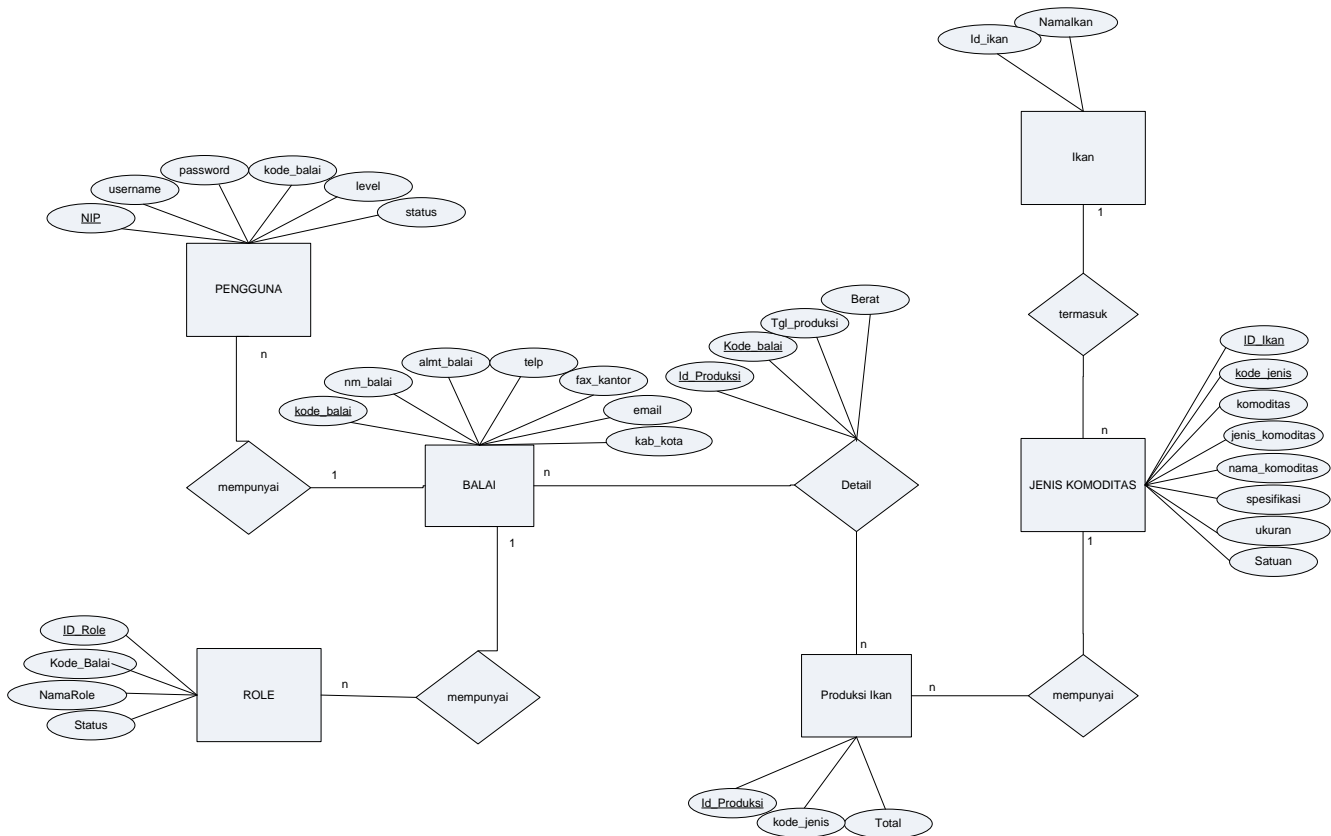 NamaIkan
Id_ikan
Ikan
1
password
kode_balai
username
level
NIP
status
PENGGUNA
n
termasuk
Berat
Tgl_produksi
Kode_balai
Id_Produksi
almt_balai
telp
nm_balai
fax_kantor
kode_balai
email
kab_kota
ID_Ikan
kode_jenis
komoditas
jenis_komoditas
nama_komoditas
spesifikasi
ukuran
Satuan
n
mempunyai
1
BALAI
n
Detail
JENIS KOMODITAS
1
1
ID_Role
Kode_Balai
NamaRole
Status
ROLE
n
mempunyai
n
Produksi Ikan
n
mempunyai
Id_Produksi
kode_jenis
Total